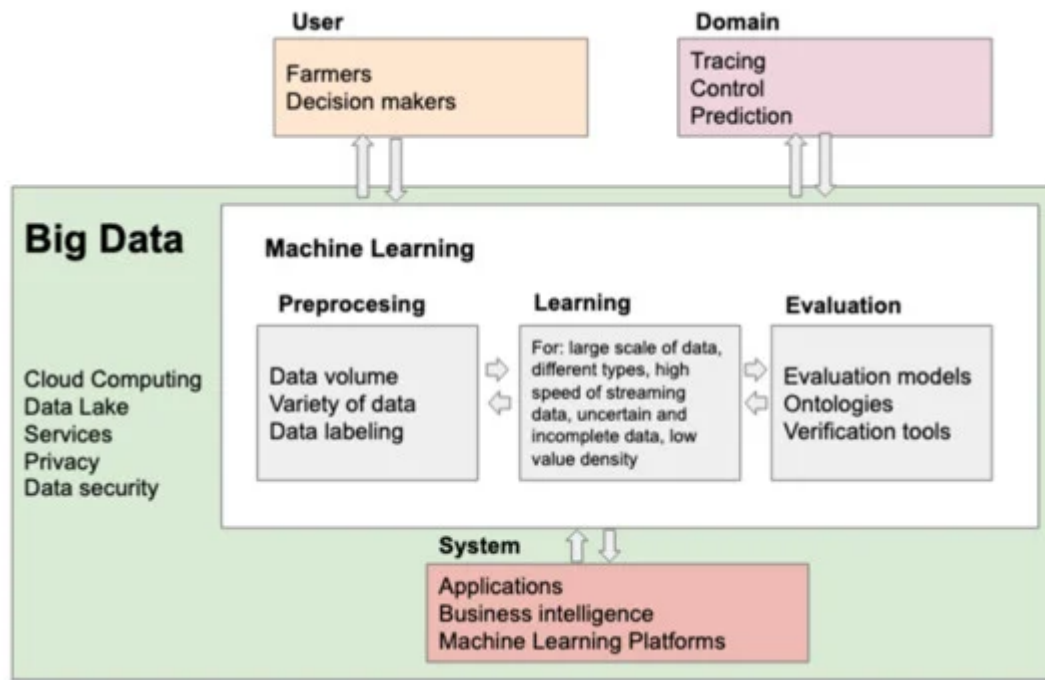 User
Farmers
Decision makers
Domain
Tracing
Control
Prediction
Big Data
Cloud Computing
Data Lake
Services
Privacy
Data security
Machine Learning
Preprocesing
Data volume
Variety of data
Data labeling
Learning
For: large scale of data,
different types, high
speed of streaming
data, uncertain and
incomplete data, low
value density
Evaluation
Evaluation models
Ontologies
Verification tools
System
Applications
Business intelligence
Machine Learning Platforms